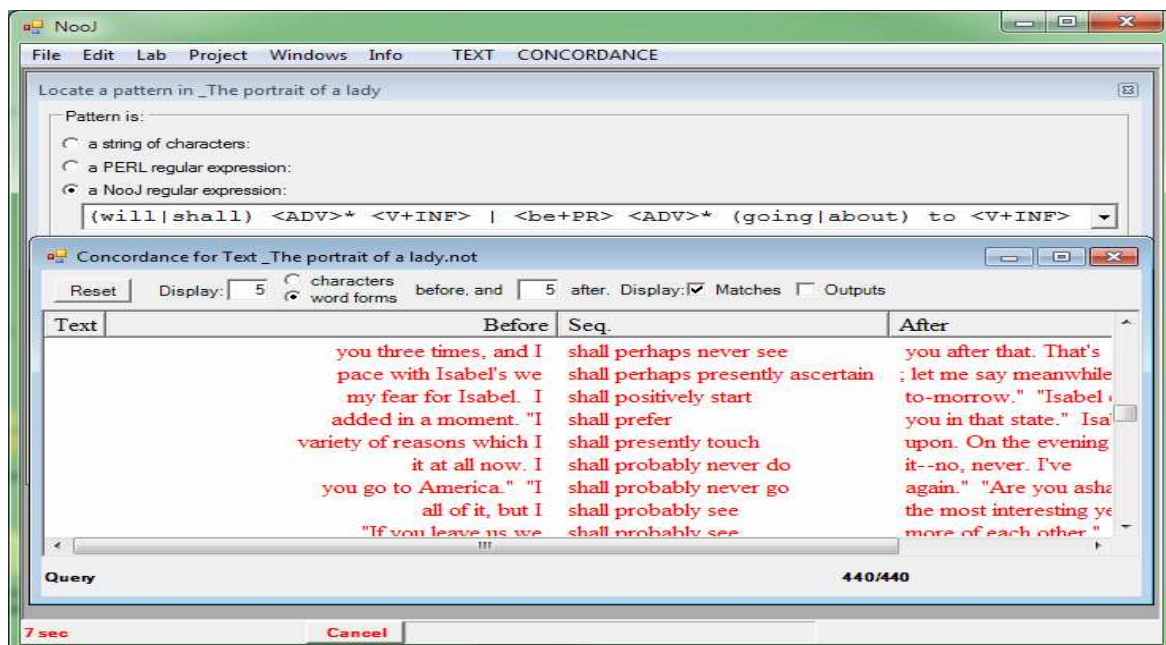 NooJ
File Edit Lab Project Windows Info TEXT CONCORDANCE
Locate a pattern in _The portrait of a lady
Pattern is:
a string of characters:
a PERL regular expression:
a NooJ regular expression:
(will|shall) <ADV>* <V+INF> | <be+PR> <ADV>* (going|about) to <V+INF>
Concordance for Text _The portrait of a lady.not
Reset Display: 5 characters word forms before, and 5 after. Display: Matches Outputs
Text Before Seq. After
you three times, and I shall perhaps never see you after that. That's
pace with Isabel's we shall perhaps presently ascertain ; let me say meanwhile
my fear for Isabel. I shall positively start to-morrow." "Isabel
added in a moment. "I shall prefer you in that state." Isa
variety of reasons which I shall presently touch upon. On the evening
it at all now. I shall probably never do it--no, never. I've
you go to America." "I shall probably never go again." "Are you asha
all of it, but I shall probably see the most interesting ye
"If you leave us we shall probably see more of each other."
Query 440/440
7 sec Cancel